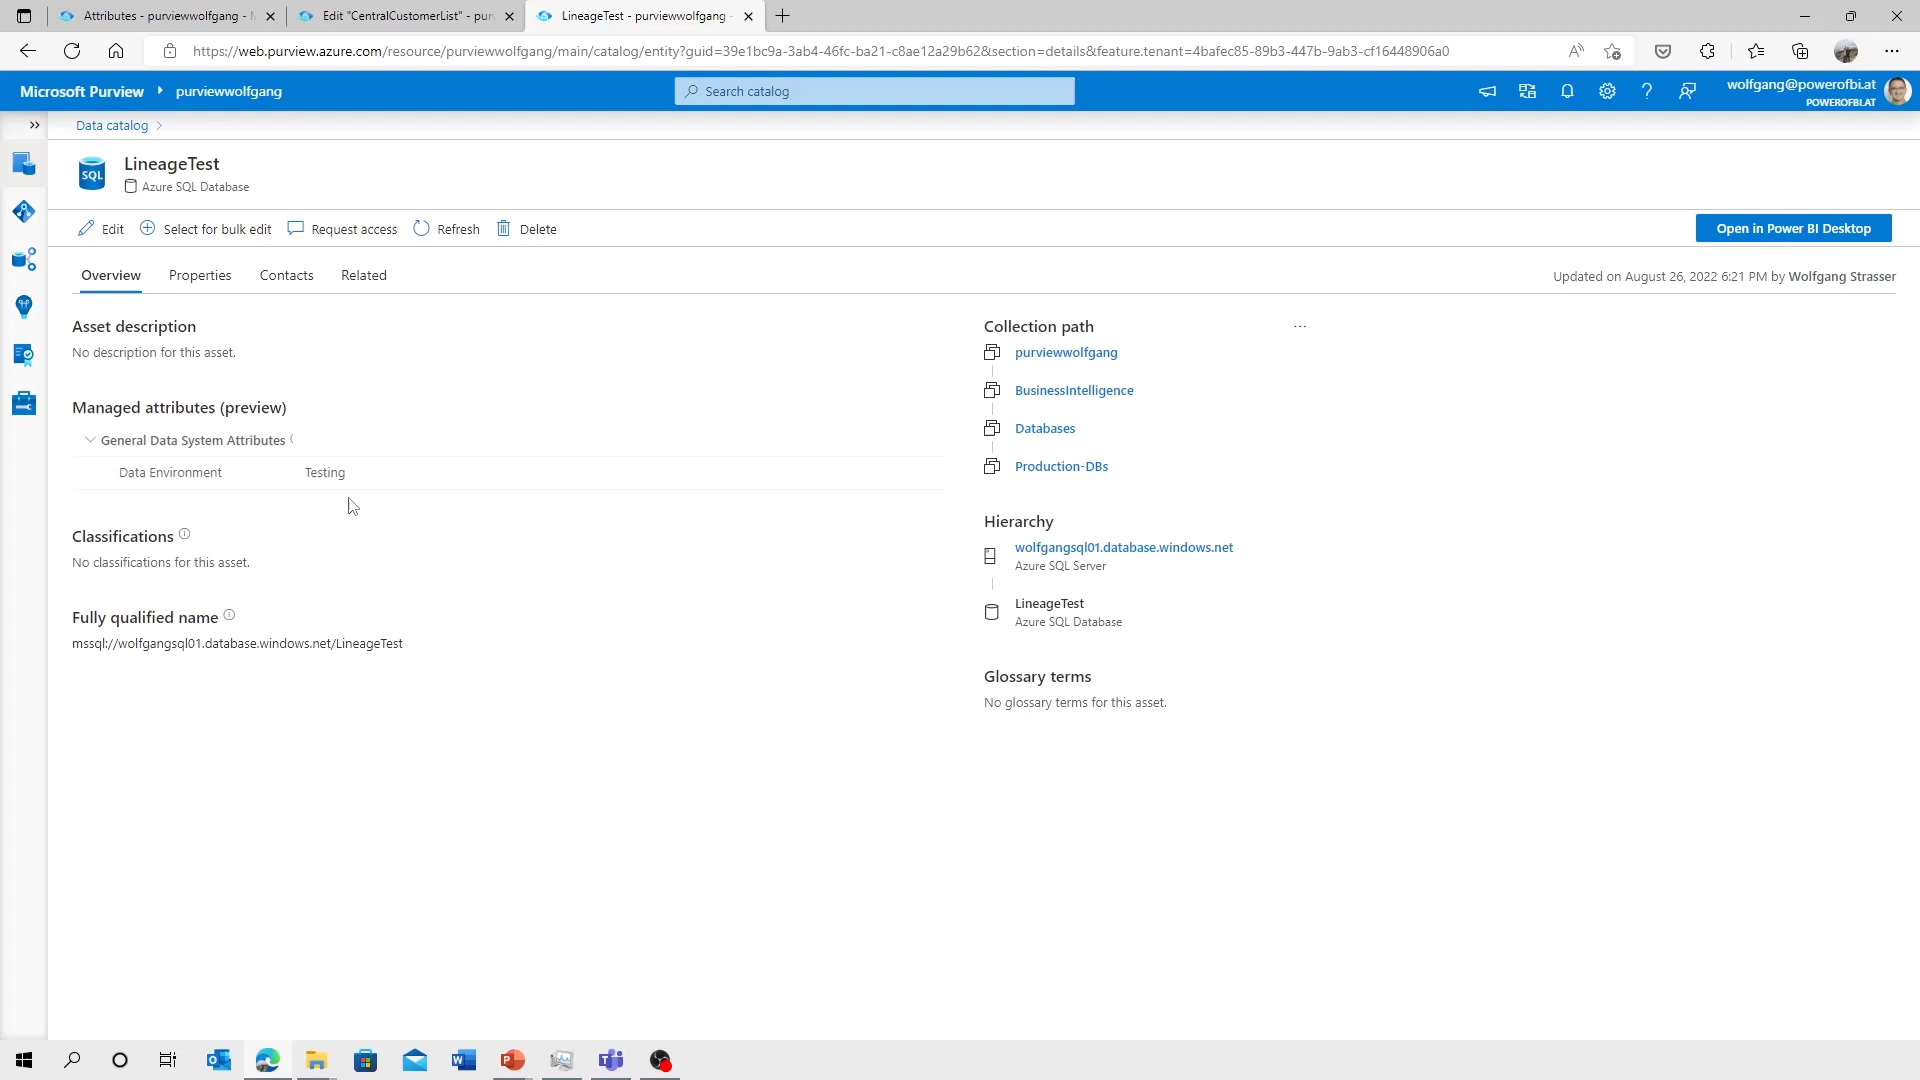 Attributes - purviewwolfgang -
Edit "CentralCustomerList" - pur
LineageTest - purviewwolfgang -
https://web.purview.azure.com/resource/purviewwolfgang/main/catalog/entity?guid=39e1bc9a-3ab4-46fc-ba21-c8ae12a29b62&section=details&feature.tenant=4bafec85-89b3-447b-9ab3-cf16448906a0
Microsoft Purview
purviewwolfgang
Search catalog
wolfgang@powerofbi.at
POWEROFBI.AT
Data catalog
SQL
LineageTest
Azure SQL Database
Edit
Select for bulk edit
Request access
Refresh
Delete
Open in Power BI Desktop
Overview
Properties
Contacts
Related
Updated on August 26, 2022 6:21 PM by Wolfgang Strasser
Asset description
No description for this asset.
Managed attributes (preview)
General Data System Attributes
Data Environment
Testing
Classifications
No classifications for this asset.
Fully qualified name
mssql://wolfgangsql01.database.windows.net/LineageTest
Collection path
...
purviewwolfgang
BusinessIntelligence
Databases
Production-DBs
Hierarchy
wolfgangsql01.database.windows.net
Azure SQL Server
LineageTest
Azure SQL Database
Glossary terms
No glossary terms for this asset.